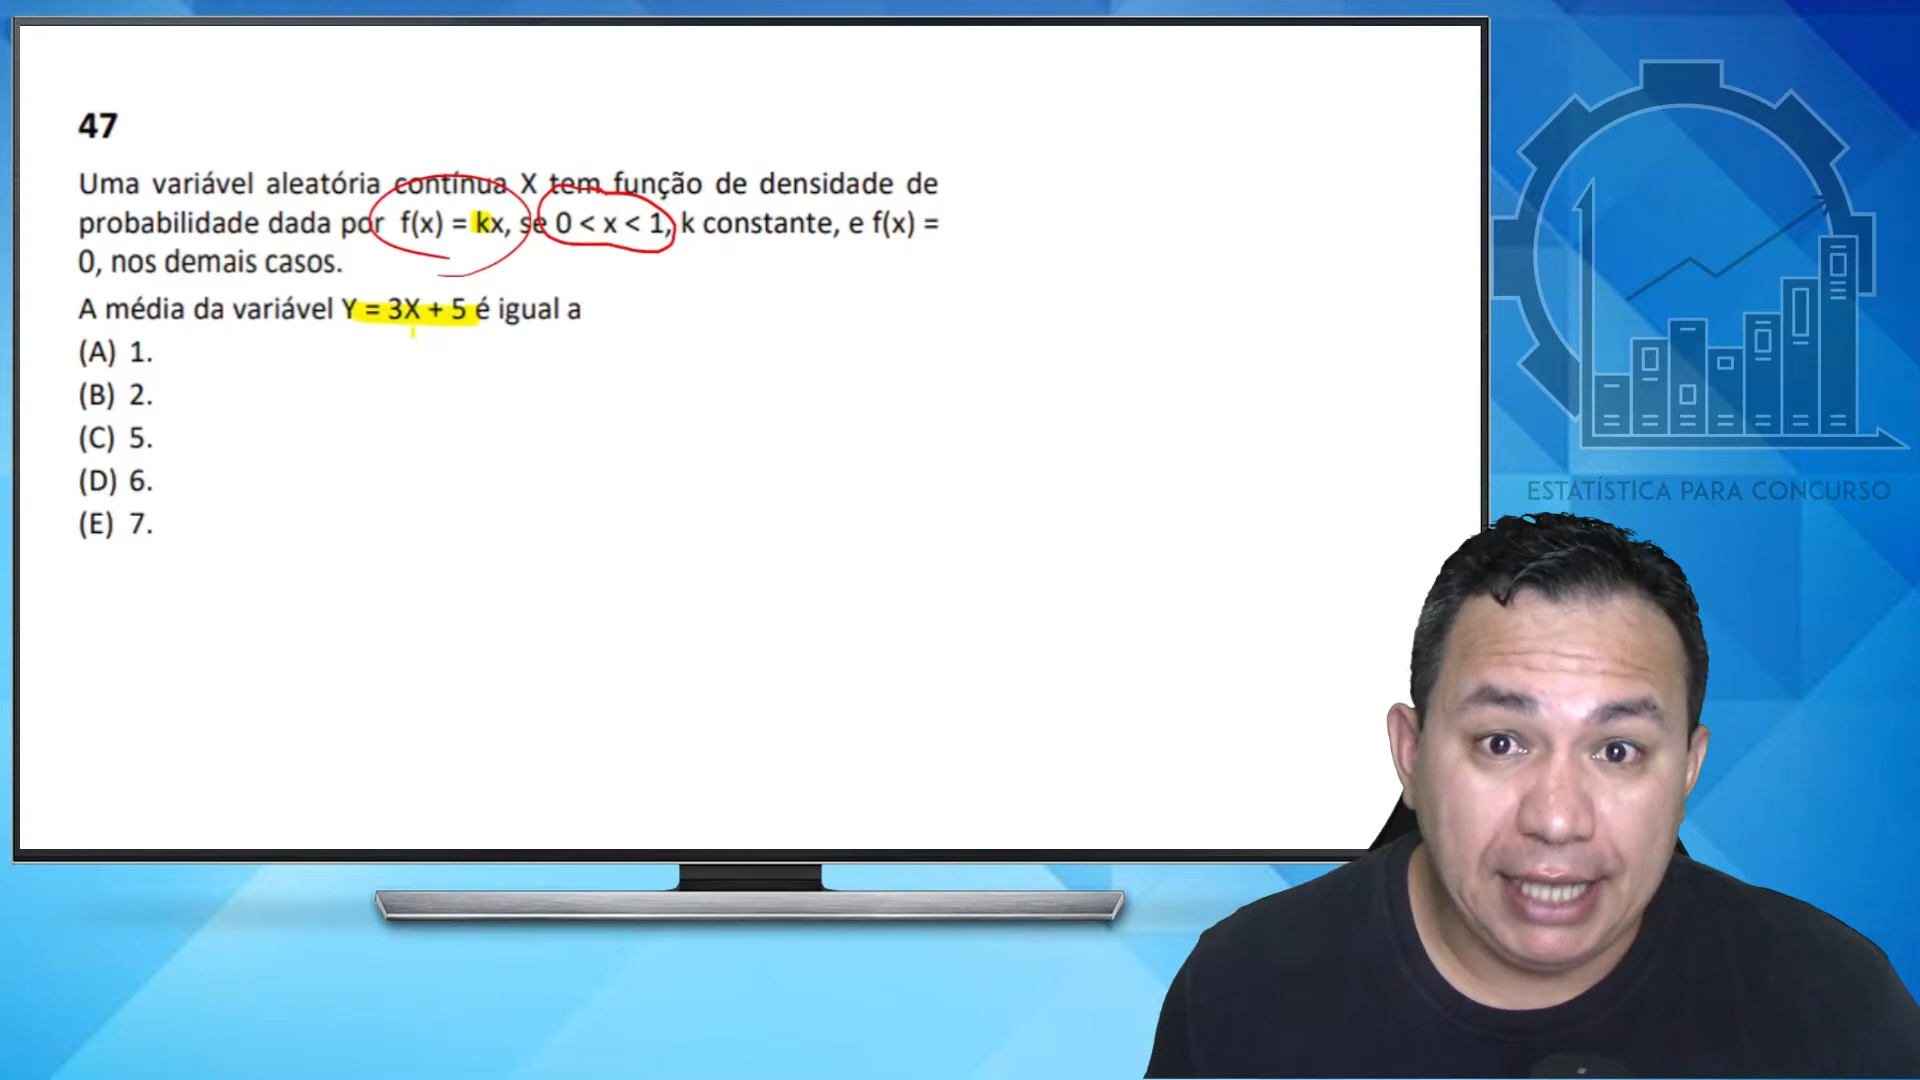 47
Uma variável aleatória contínua X tem função de densidade de
probabilidade dada por f(x) = kx, se 0 < x < 1, k constante, e f(x) =
0, nos demais casos.
A média da variável Y = 3X + 5 é igual a
(A) 1.
(B) 2.
(C) 5.
(D) 6.
(E) 7.
ESTATÍSTICA PARA CONCURSO